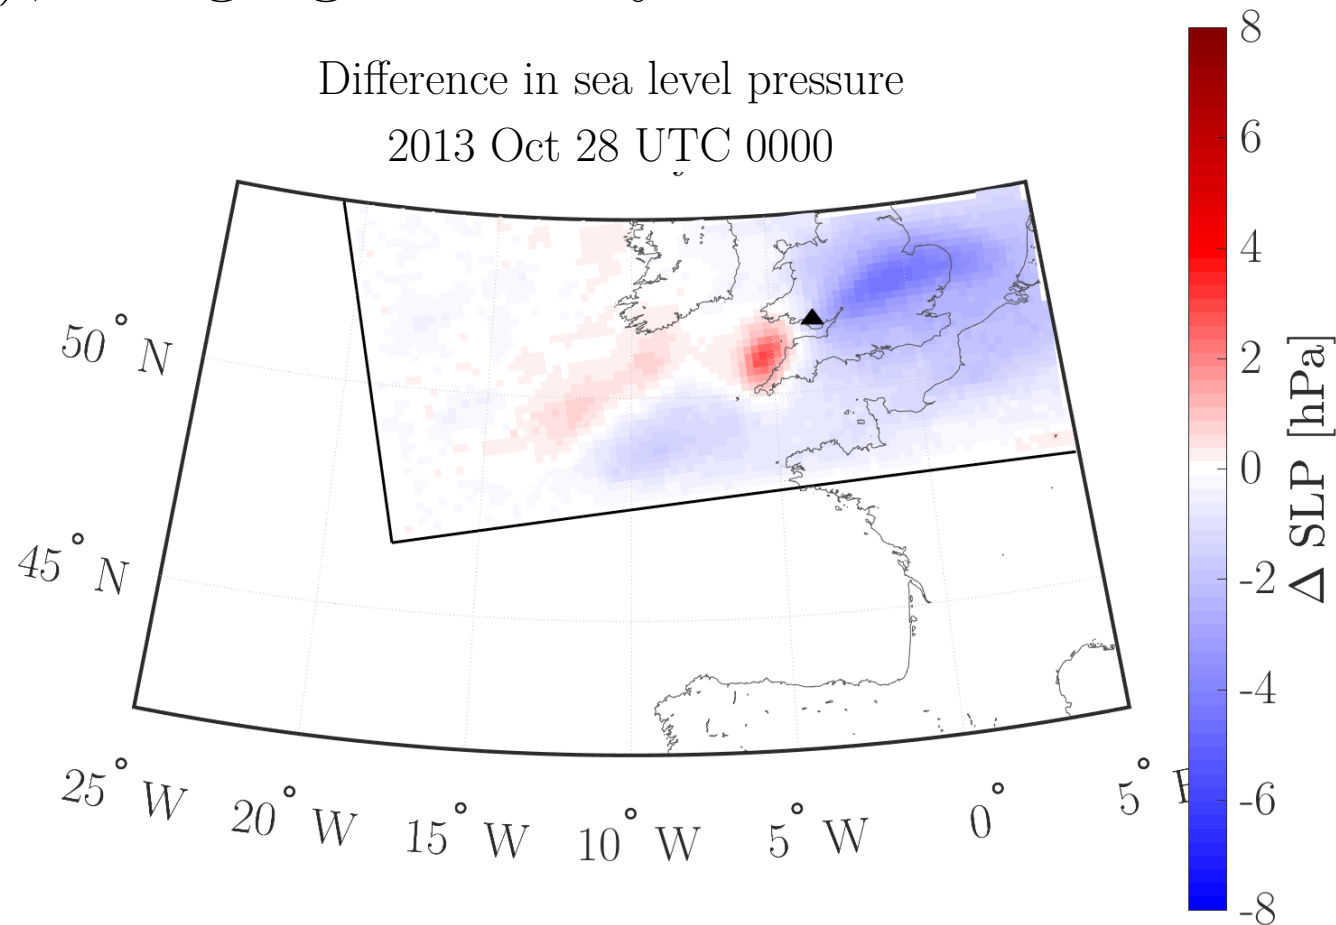 Difference in sea level pressure
2013 Oct 28 UTC 0000
50° N
45° N
25° W
20° W
15° W
10° W
5° W
0°
5°
8
6
4
2
0
-2
-4
-6
-8
Δ SLP [hPa]